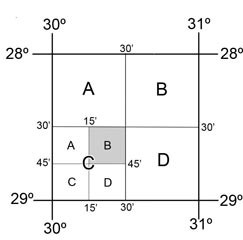 30º 31º
28º 30' 28º
A B
30' 15' 30'
A B
45' C 45' D
C D
29º 15' 30' 29º
30º 31º